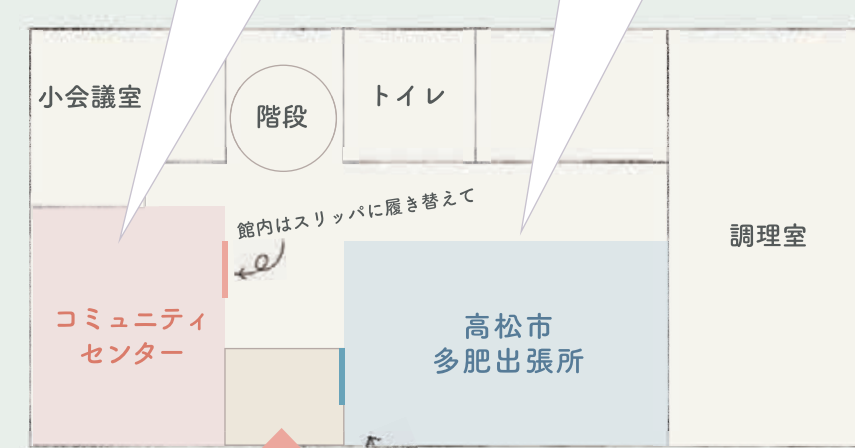 小会議室
階段
トイレ
館内はスリッパに履き替えて
調理室
コミュニティ
センター
高松市
多肥出張所